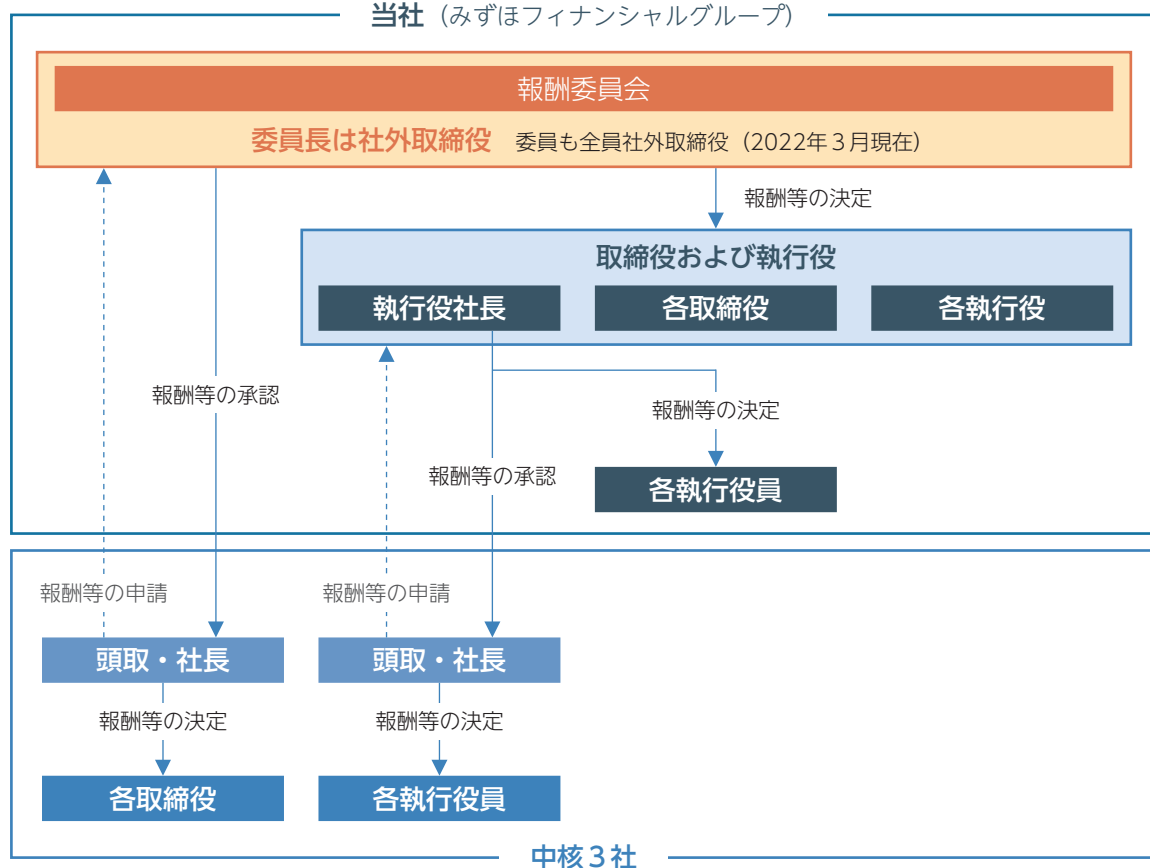 当社（みずほフィナンシャルグループ）
報酬委員会
委員長は社外取締役 委員も全員社外取締役（2022年３月現在）
報酬等の決定
取締役および執行役
執行役社長 各取締役 各執行役
報酬等の承認
報酬等の決定
報酬等の承認
各執行役員
報酬等の申請 報酬等の申請
頭取・社長 頭取・社長
報酬等の決定 報酬等の決定
各取締役 各執行役員
中核３社